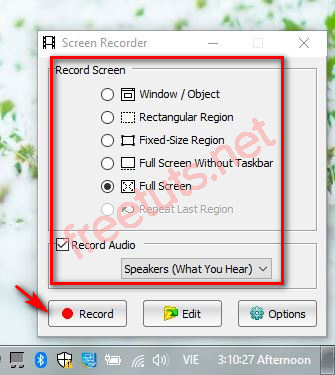 Screen Recorder
Record Screen
Window / Object
Rectangular Region
Fixed-Size Region
Full Screen Without Taskbar
Full Screen
Repeat Last Region
freetuts.net
Record Audio
Speakers (What You Hear)
Record
Edit
Options
VIE
3:10:27 Afternoon